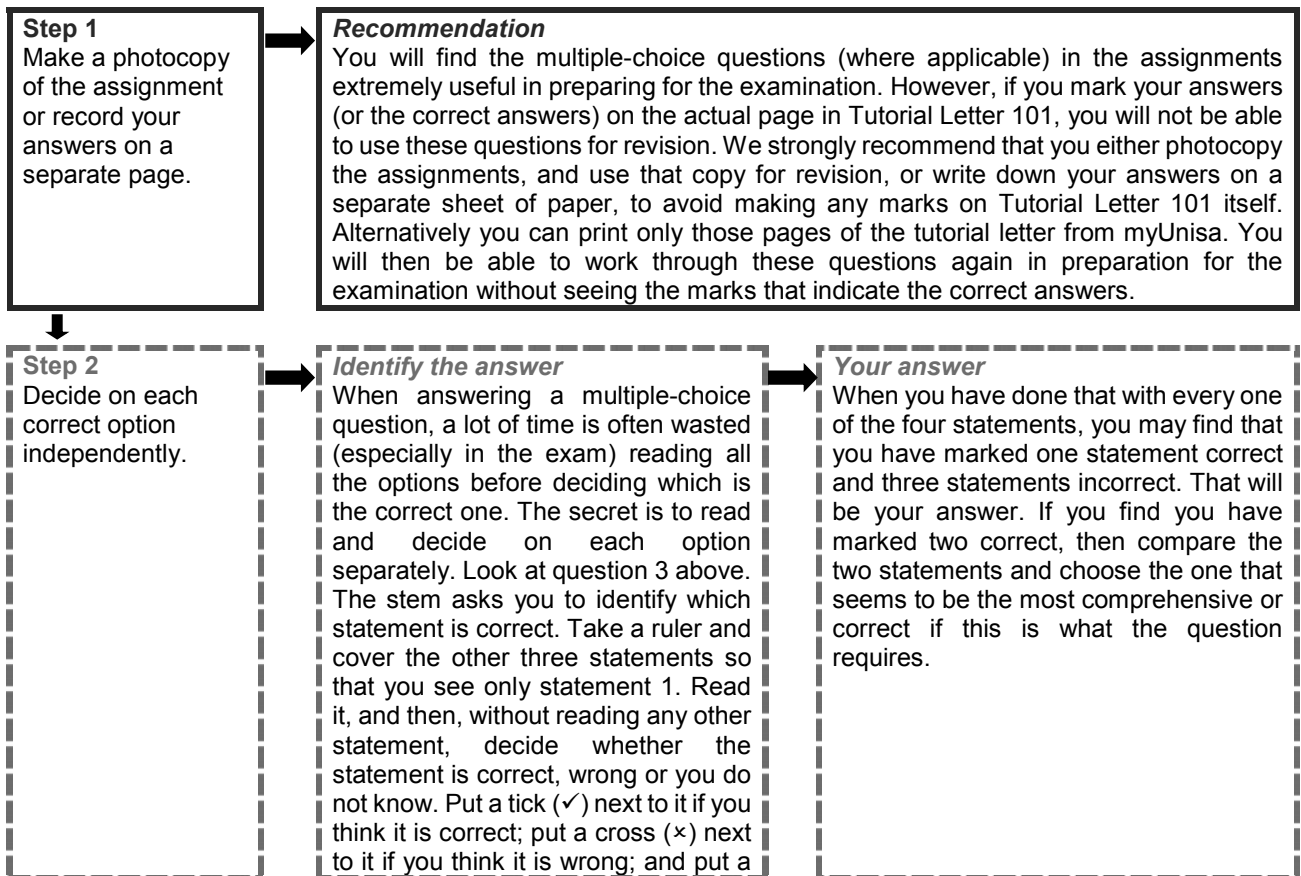 Step 1
Make a photocopy
of the assignment
or record your
answers on a
separate page.
Recommendation
You will find the multiple-choice questions (where applicable) in the assignments
extremely useful in preparing for the examination. However, if you mark your answers
(or the correct answers) on the actual page in Tutorial Letter 101, you will not be able
to use these questions for revision. We strongly recommend that you either photocopy
the assignments, and use that copy for revision, or write down your answers on a
separate sheet of paper, to avoid making any marks on Tutorial Letter 101 itself.
Alternatively you can print only those pages of the tutorial letter from myUnisa. You
will then be able to work through these questions again in preparation for the
examination without seeing the marks that indicate the correct answers.
Step 2
Decide on each
correct option
independently.
Identify the answer
When answering a multiple-choice
question, a lot of time is often wasted
(especially in the exam) reading all
the options before deciding which is
the correct one. The secret is to read
and decide on each option
separately. Look at question 3 above.
The stem asks you to identify which
statement is correct. Take a ruler and
cover the other three statements so
that you see only statement 1. Read
it, and then, without reading any other
statement, decide whether the
statement is correct, wrong or you do
not know. Put a tick (✓) next to it if you
think it is correct; put a cross (×) next
to it if you think it is wrong; and put a
Your answer
When you have done that with every one
of the four statements, you may find that
you have marked one statement correct
and three statements incorrect. That will
be your answer. If you find you have
marked two correct, then compare the
two statements and choose the one that
seems to be the most comprehensive or
correct if this is what the question
requires.